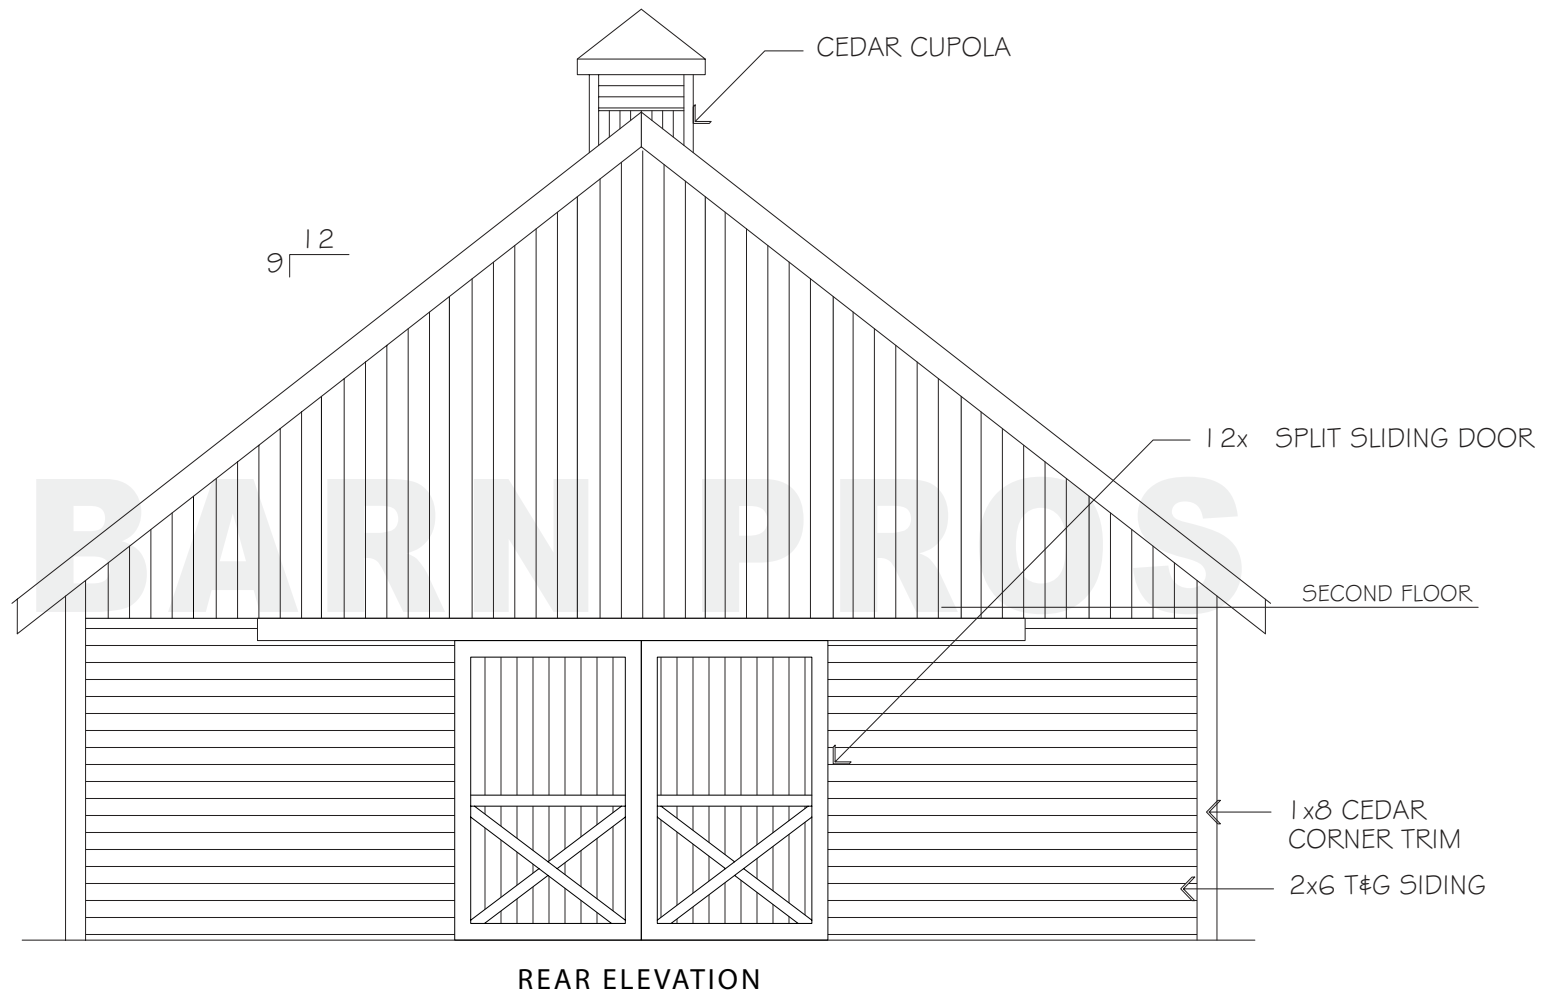 CEDAR CUPOLA
12
9
12x SPLIT SLIDING DOOR
BARN PROS
SECOND FLOOR
1x8 CEDAR
CORNER TRIM
2x6 T&G SIDING
REAR ELEVATION